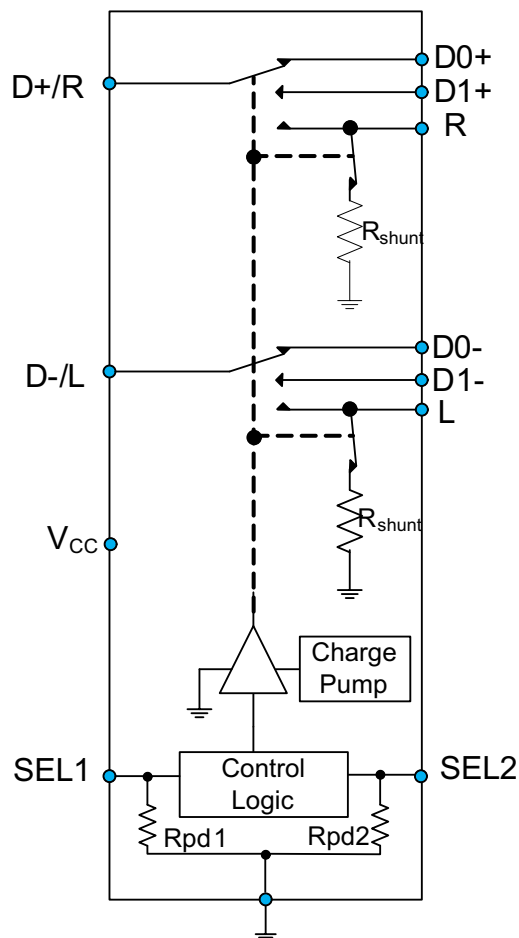 D0+
D+/R
D1+
R
Rshunt
D0-
D-/L
D1-
L
Rshunt
VCC
Charge
Pump
SEL1
Control
Logic
SEL2
Rpd1
Rpd2